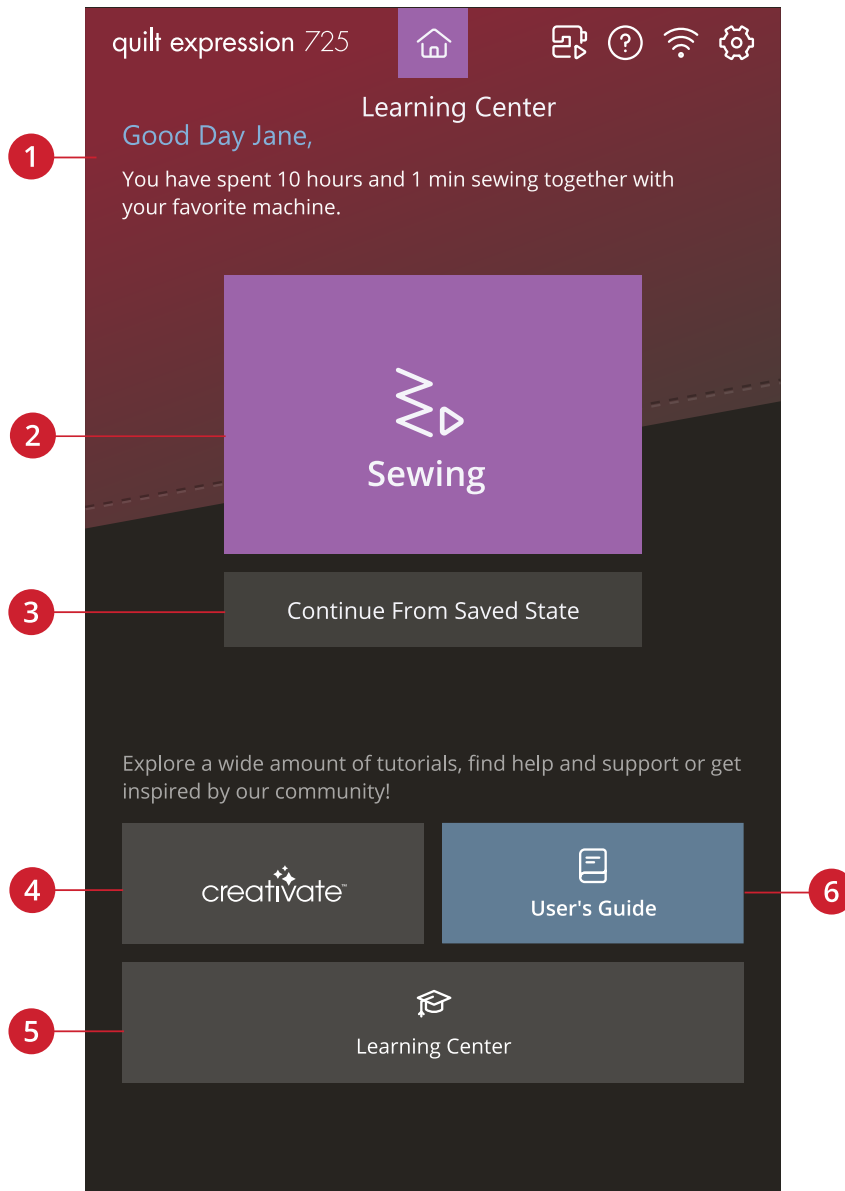 quilt expression 725
Learning Center
Good Day Jane,
1
You have spent 10 hours and 1 min sewing together with
your favorite machine.
2
Sewing
3
Continue From Saved State
Explore a wide amount of tutorials, find help and support or get
inspired by our community!
4
creativate™
User's Guide
6
5
Learning Center